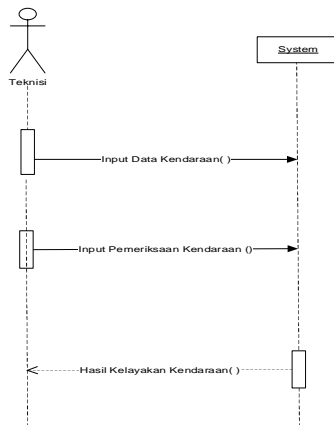 System
Teknisi
Input Data Kendaraan( )
Input Pemeriksaan Kendaraan ()
Hasil Kelayakan Kendaraan( )